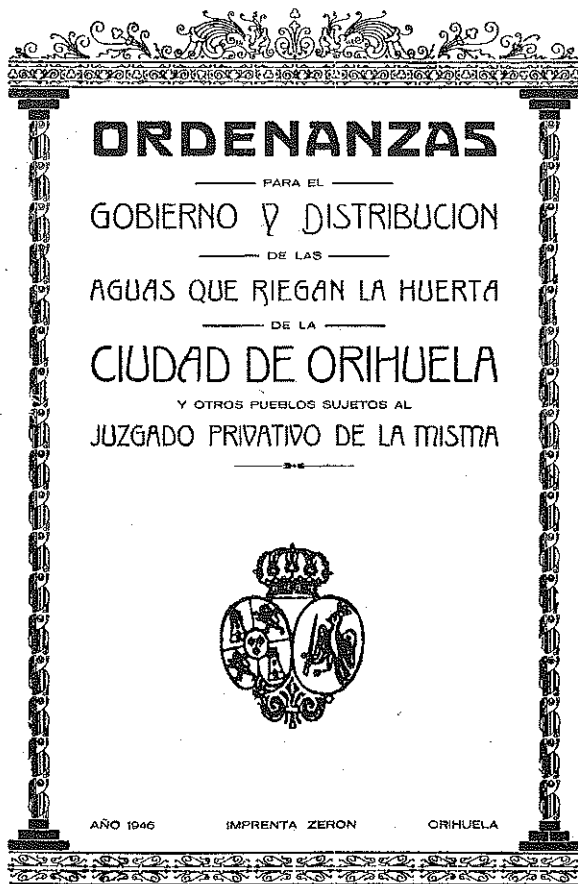 ORDENANZAS
PARA EL
GOBIERNO Y DISTRIBUCION
DE LAS
AGUAS QUE RIEGAN LA HUERTA
DE LA
CIUDAD DE ORIHUELA
Y OTROS PUEBLOS SUJETOS AL
JUZGADO PRIVATIVO DE LA MISMA
AÑO 1946 IMPRENTA ZERON ORIHUELA